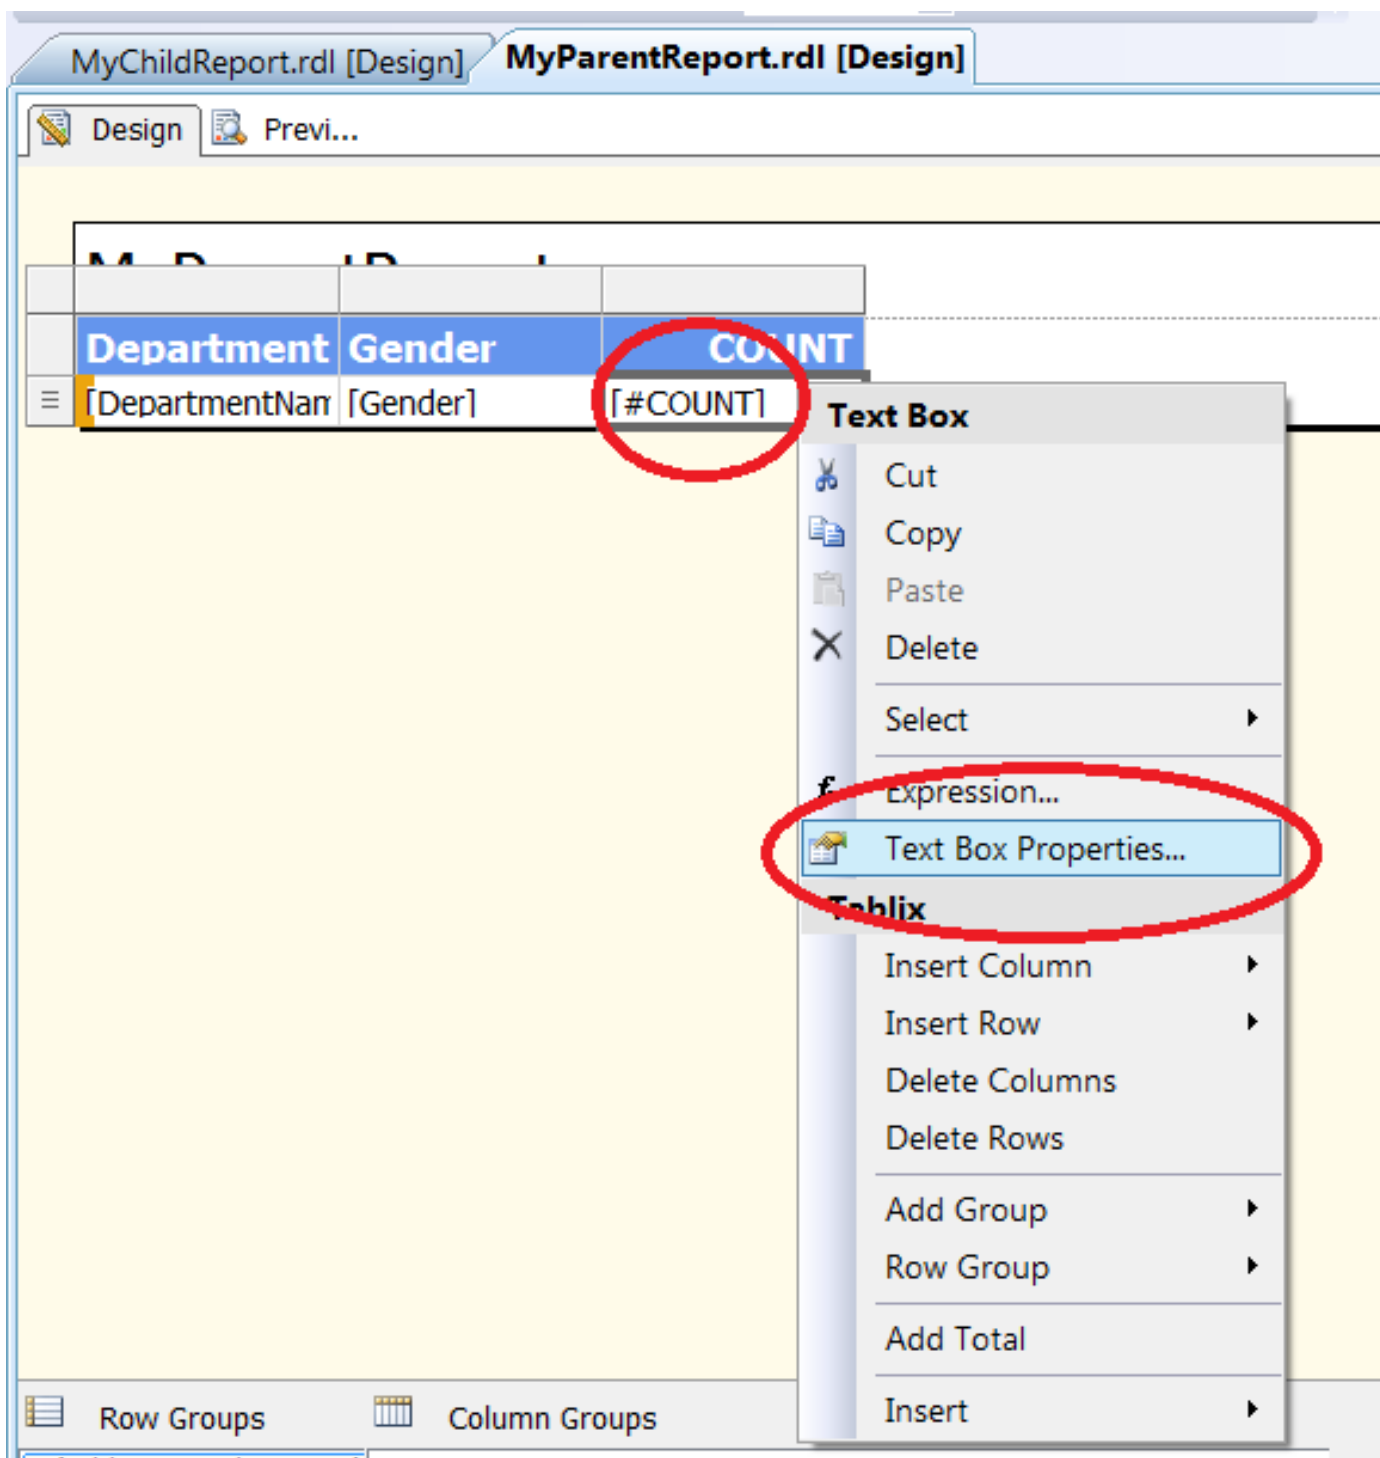 MyChildReport.rdl [Design]
MyParentReport.rdl [Design]
Design
Previ...
Department
Gender
COUNT
[DepartmentNam
[Gender]
[#COUNT]
Text Box
Cut
Copy
Paste
Delete
Select
Expression...
Text Box Properties...
Tablix
Insert Column
Insert Row
Delete Columns
Delete Rows
Add Group
Row Group
Add Total
Insert
Row Groups
Column Groups